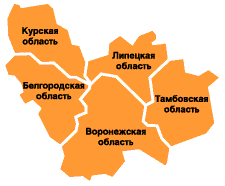 Курская
область
Липецкая
область
Белгородская
область
Тамбовская
область
Воронежская
область